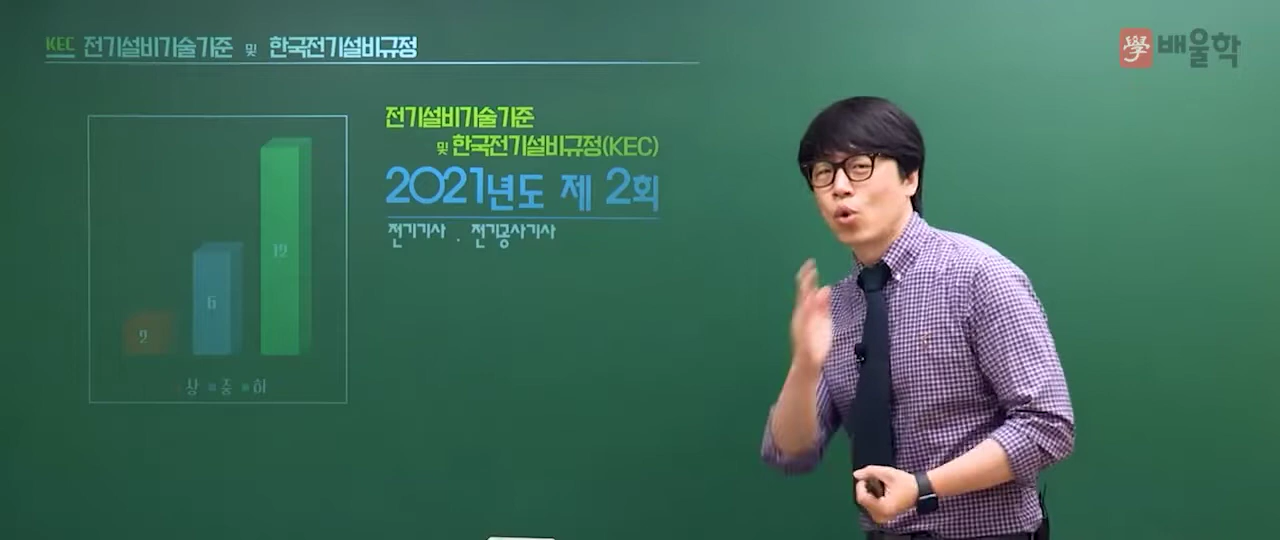 KEC 전기설비기술기준 및 한국전기설비규정
學 배울학
전기설비기술기준
및 한국전기설비규정(KEC)
2021년도 제 2회
전기기사 . 전기공사기사
2
6
12
상 중 하